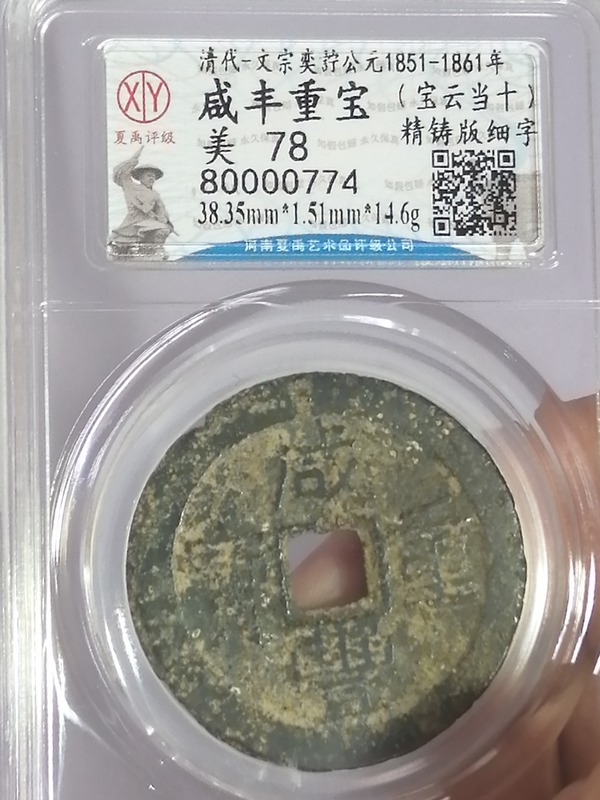 清代-文宗奕詝公元1851-1861年
咸丰重宝（宝云当十）
XY
夏禹评级
美 78
精铸版细字
80000774
38.35mm*1.51mm*14.6g
河南夏禹艺术品评级公司
咸
重
豐